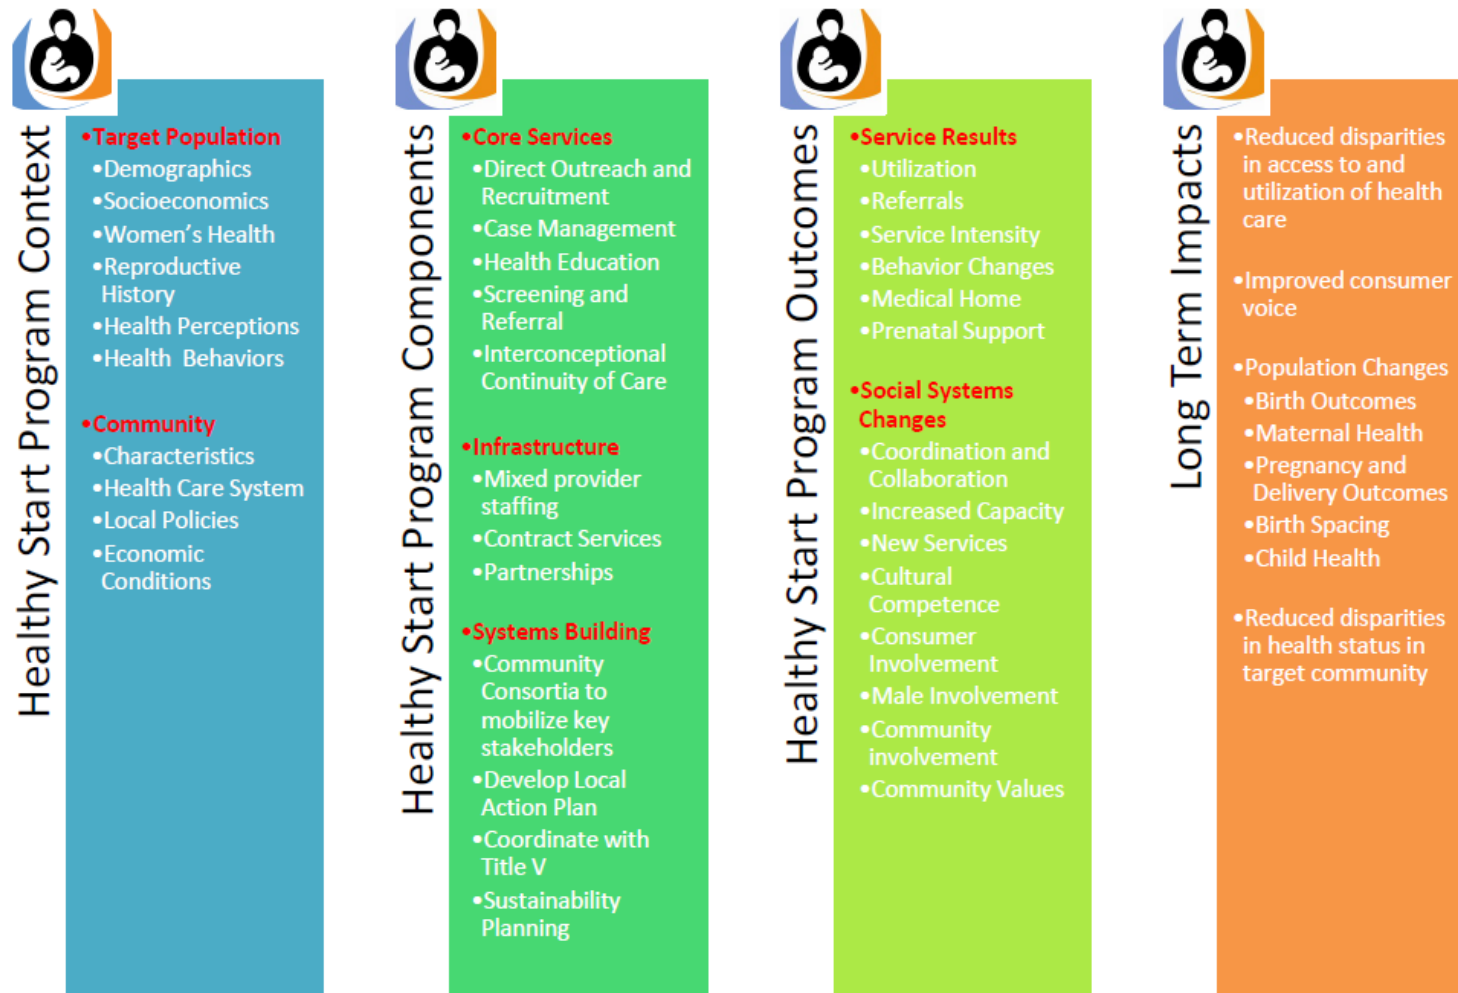 Healthy Start Program Context
•Target Population
•Demographics
•Socioeconomics
•Women’s Health
•Reproductive
History
•Health Perceptions
•Health  Behaviors
•Community
•Characteristics
•Health Care System
•Local Policies
•Economic
Conditions
Healthy Start Program Components
•Core Services
•Direct Outreach and
Recruitment
•Case Management
•Health Education
•Screening and
Referral
•Interconceptional
Continuity of Care
•Infrastructure
•Mixed provider
staffing
•Contract Services
•Partnerships
•Systems Building
•Community
Consortia to
mobilize key
stakeholders
•Develop Local
Action Plan
•Coordinate with
Title V
•Sustainability
Planning
Healthy Start Program Outcomes
•Service Results
•Utilization
•Referrals
•Service Intensity
•Behavior Changes
•Medical Home
•Prenatal Support
•Social Systems
Changes
•Coordination and
Collaboration
•Increased Capacity
•New Services
•Cultural
Competence
•Consumer
Involvement
•Male Involvement
•Community
involvement
•Community Values
Long Term Impacts
•Reduced disparities
in access to and
utilization of health
care
•Improved consumer
voice
•Population Changes
•Birth Outcomes
•Maternal Health
•Pregnancy and
Delivery Outcomes
•Birth Spacing
•Child Health
•Reduced disparities
in health status in
target community